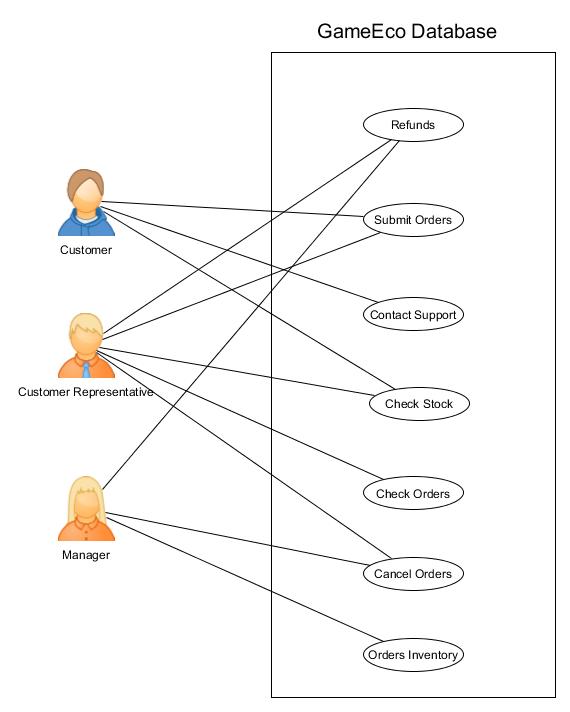 GameEco Database
Refunds
Submit Orders
Customer
Contact Support
Customer Representative
Check Stock
Check Orders
Manager
Cancel Orders
Orders Inventory